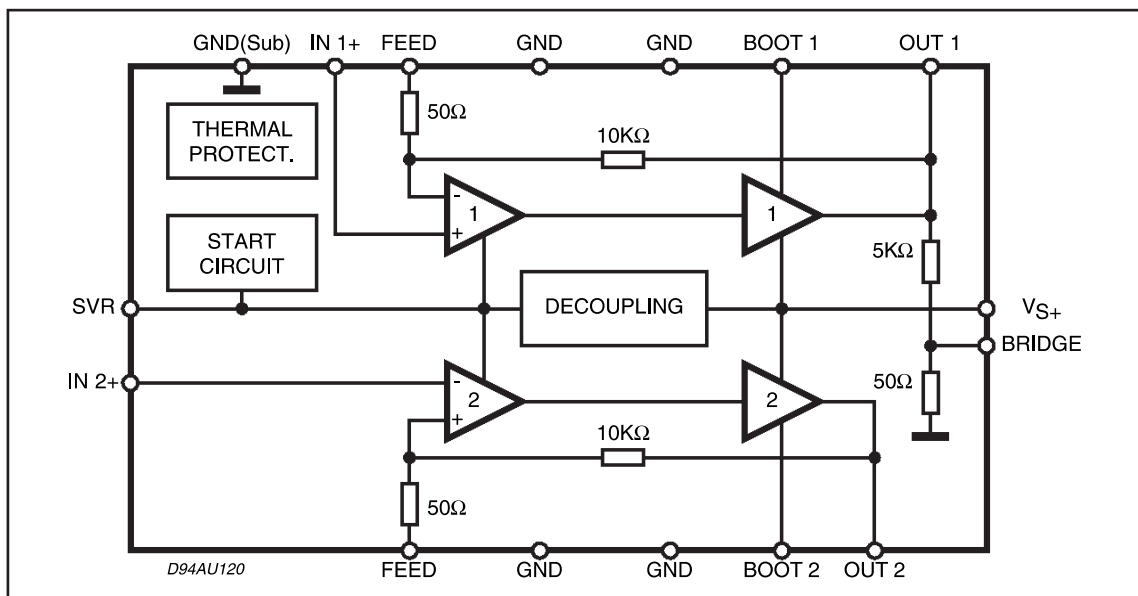 GND(Sub) IN 1+ FEED GND GND BOOT 1 OUT 1
50Ω
10KΩ
THERMAL
PROTECT.
-
1
+
1
START
CIRCUIT
5KΩ
SVR
DECOUPLING
VS+
BRIDGE
IN 2+
-
2
+
2
50Ω
10KΩ
50Ω
D94AU120
FEED GND GND BOOT 2 OUT 2